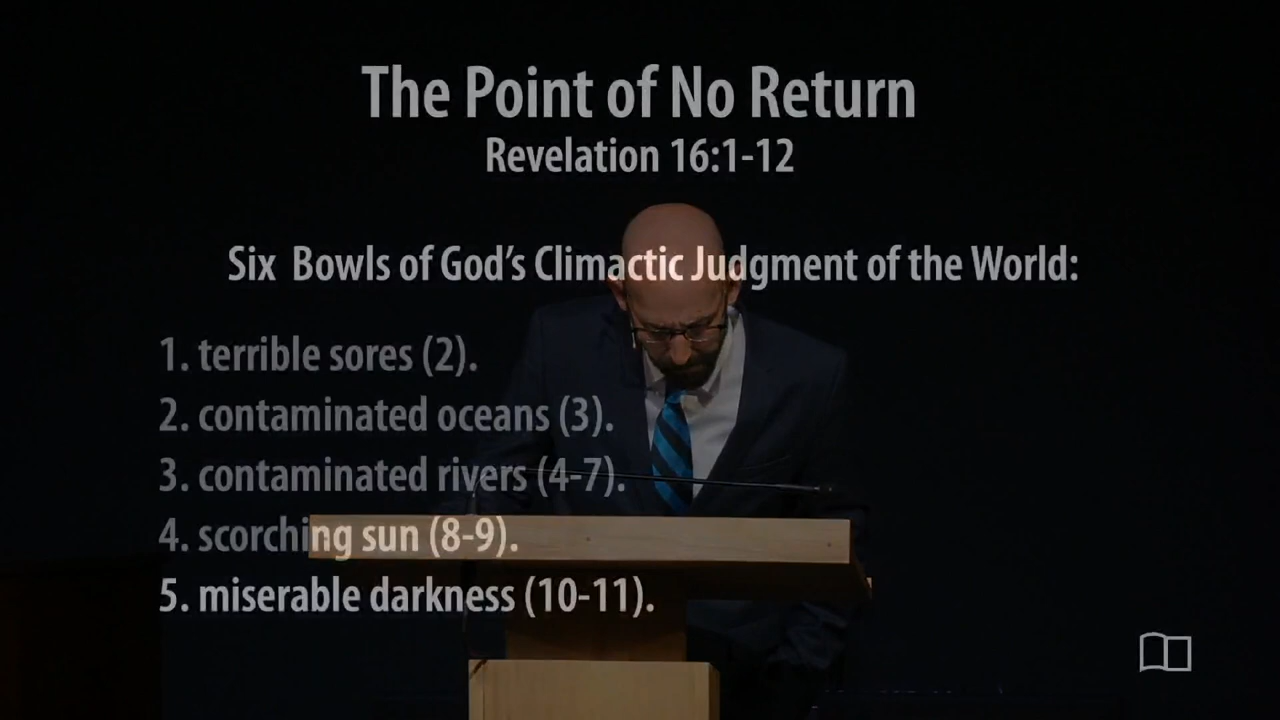 The Point of No Return
Revelation 16:1-12
Six Bowls of God’s Climactic Judgment of the World:
1. terrible sores (2).
2. contaminated oceans (3).
3. contaminated rivers (4-7).
4. scorching sun (8-9).
5. miserable darkness (10-11).